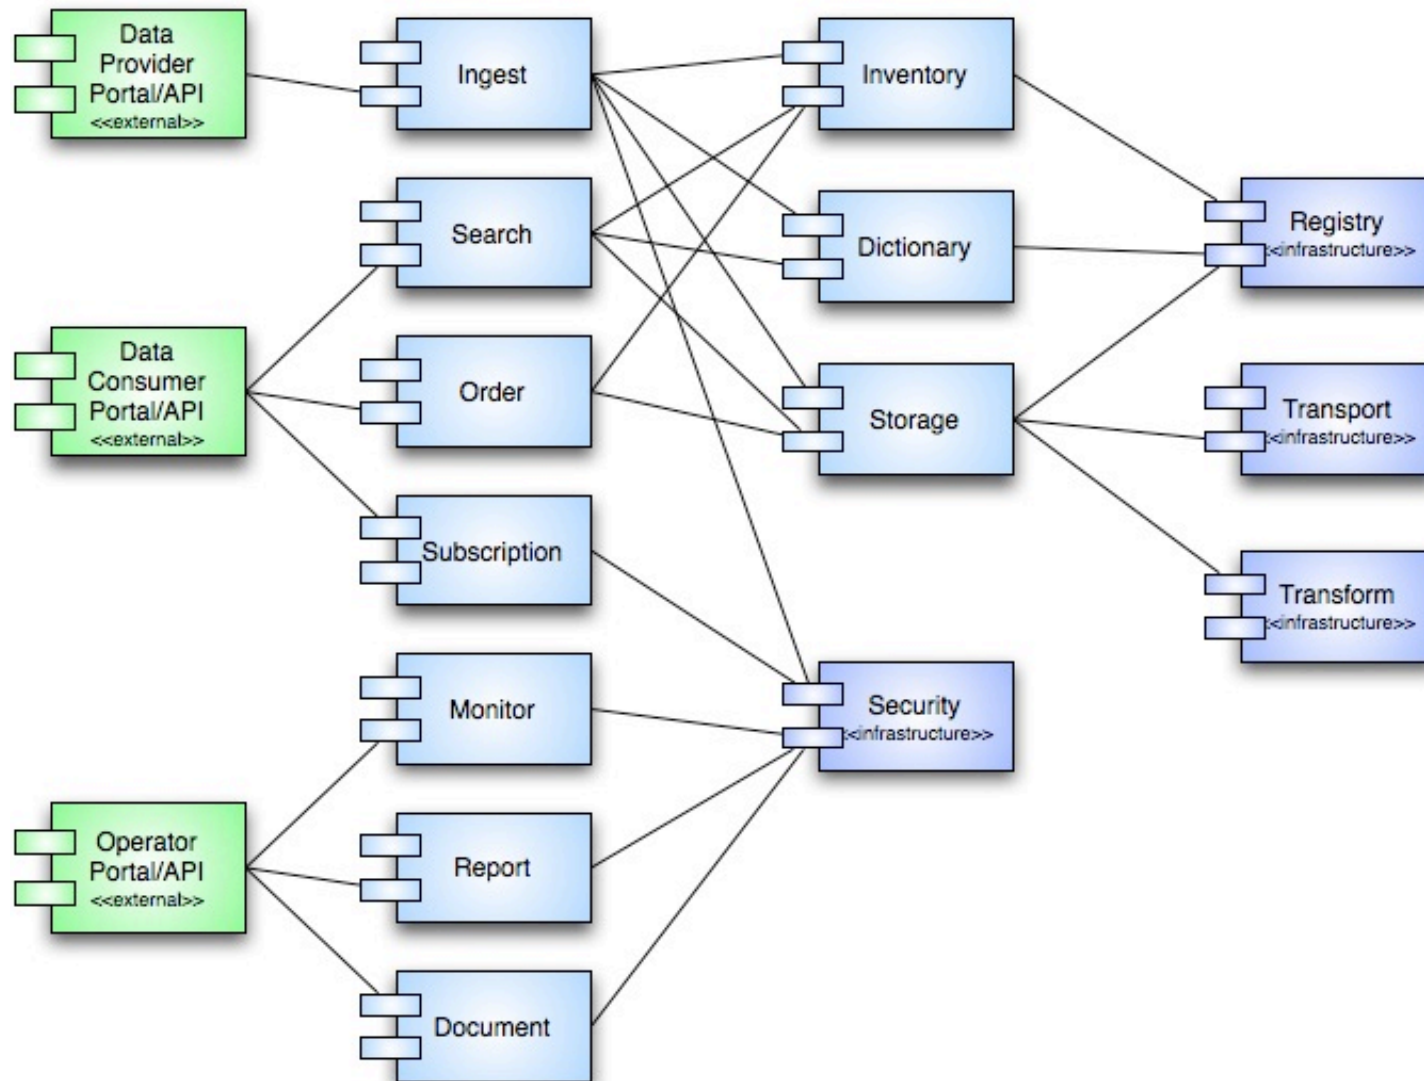 Data
Provider
Portal/API
<<external>>
Ingest
Inventory
Search
Dictionary
Registry
<<infrastructure>>
Data
Consumer
Portal/API
<<external>>
Order
Storage
Transport
<<infrastructure>>
Subscription
Transform
<<infrastructure>>
Monitor
Security
<<infrastructure>>
Operator
Portal/API
<<external>>
Report
Document